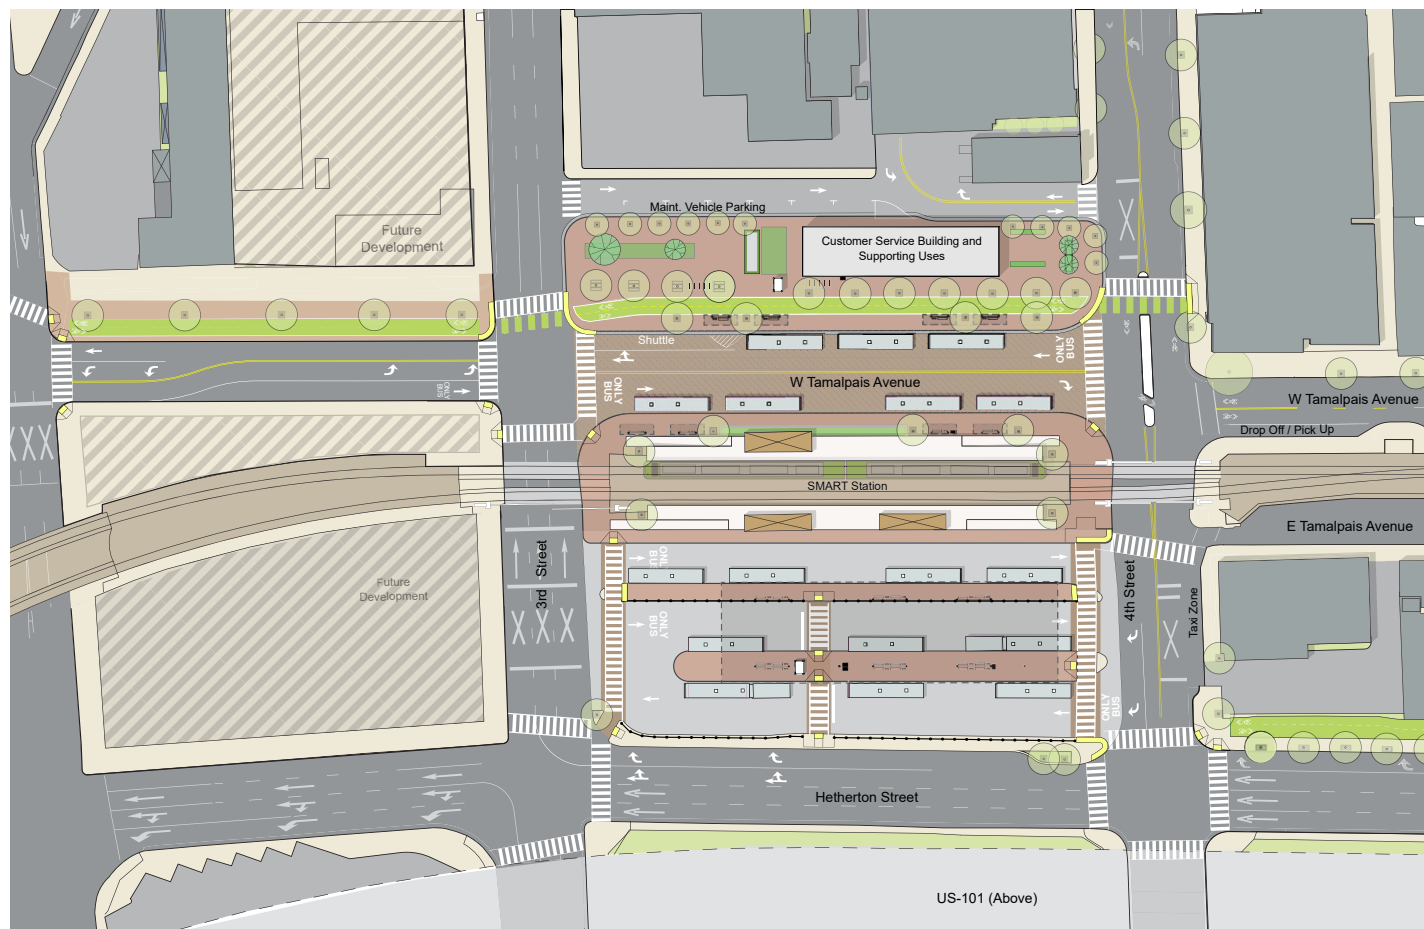 Maint. Vehicle Parking
Future
Development
Customer Service Building and
Supporting Uses
Shuttle
ONLY
BUS
W Tamalpais Avenue
ONLY
BUS
ONLY
BUS
W Tamalpais Avenue
Drop Off / Pick Up
SMART Station
E Tamalpais Avenue
3rd Street
ONLY
BUS
Future
Development
4th Street
Taxi Zone
ONLY
BUS
ONLY
BUS
Hetherton Street
US-101 (Above)